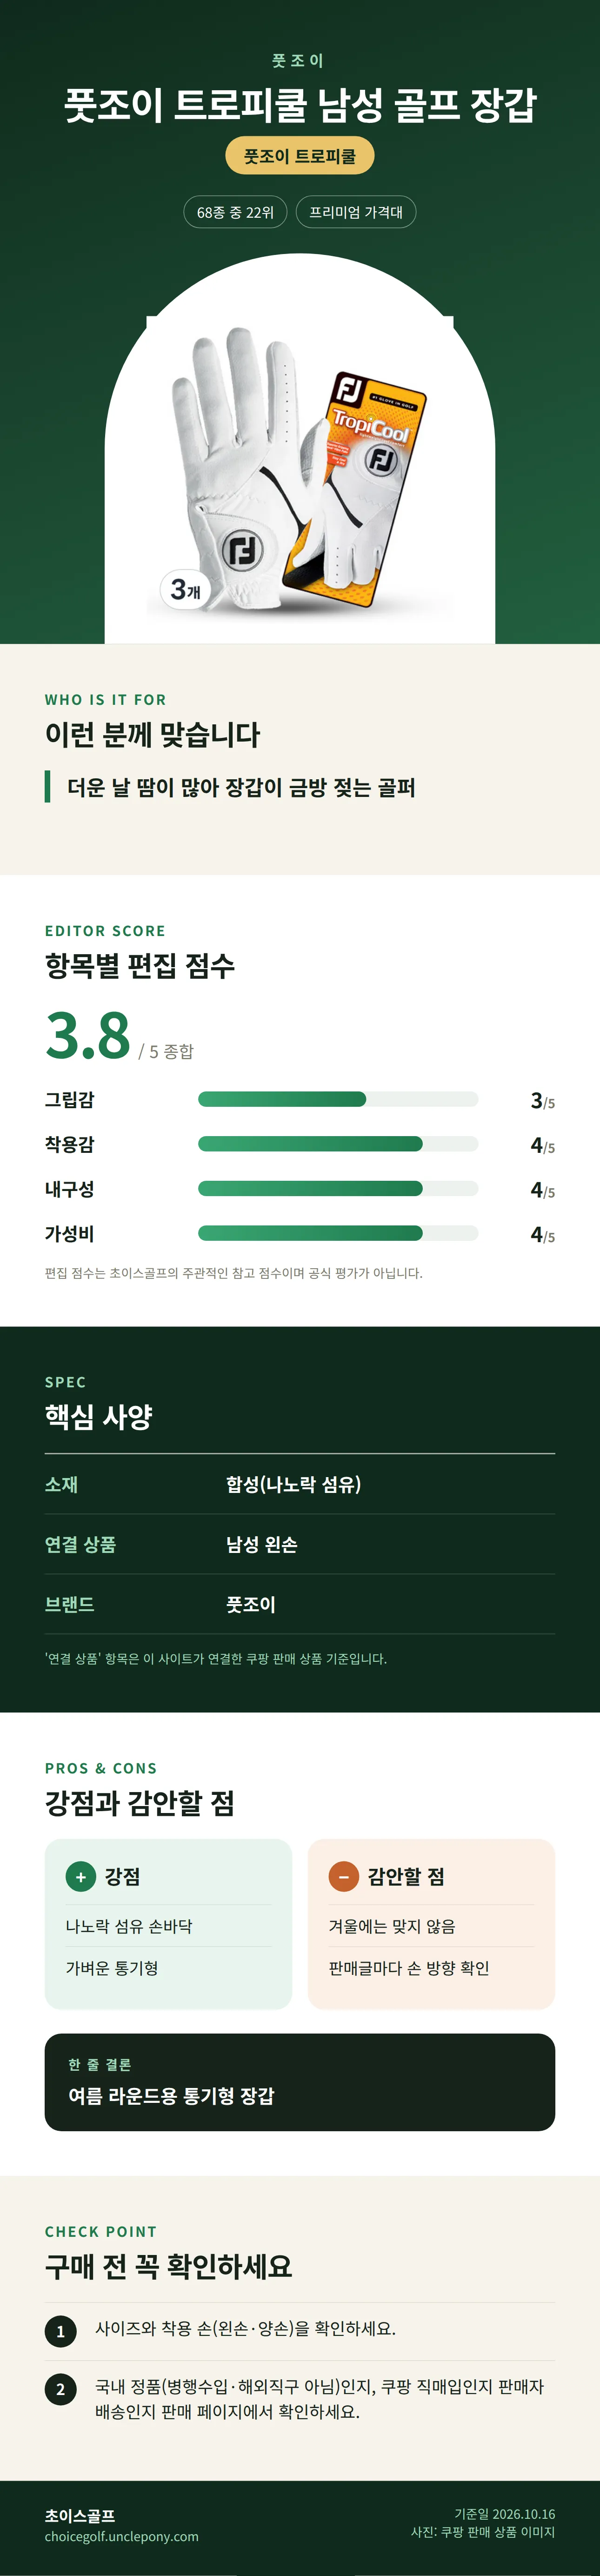 풋조이
풋조이 트로피쿨 남성 골프 장갑
풋조이 트로피쿨
68종 중 22위
프리미엄 가격대
FJ
#1 GLOVE IN GOLF
TropiCool
FJ
FJ
3개
WHO IS IT FOR
이런 분께 맞습니다
더운 날 땀이 많아 장갑이 금방 젖는 골퍼
EDITOR SCORE
항목별 편집 점수
3.8 / 5 종합
그립감 3/5
착용감 4/5
내구성 4/5
가성비 4/5
편집 점수는 초이스골프의 주관적인 참고 점수이며 공식 평가가 아닙니다.
SPEC
핵심 사양
소재 합성(나노락 섬유)
연결 상품 남성 왼손
브랜드 풋조이
'연결 상품' 항목은 이 사이트가 연결한 쿠팡 판매 상품 기준입니다.
PROS & CONS
강점과 감안할 점
+ 강점
나노락 섬유 손바닥
가벼운 통기형
− 감안할 점
겨울에는 맞지 않음
판매글마다 손 방향 확인
한 줄 결론
여름 라운드용 통기형 장갑
CHECK POINT
구매 전 꼭 확인하세요
1 사이즈와 착용 손(왼손·양손)을 확인하세요.
2 국내 정품(병행수입·해외직구 아님)인지, 쿠팡 직매입인지 판매자
배송인지 판매 페이지에서 확인하세요.
초이스골프
choicegolf.unclepony.com
기준일 2026.10.16
사진: 쿠팡 판매 상품 이미지